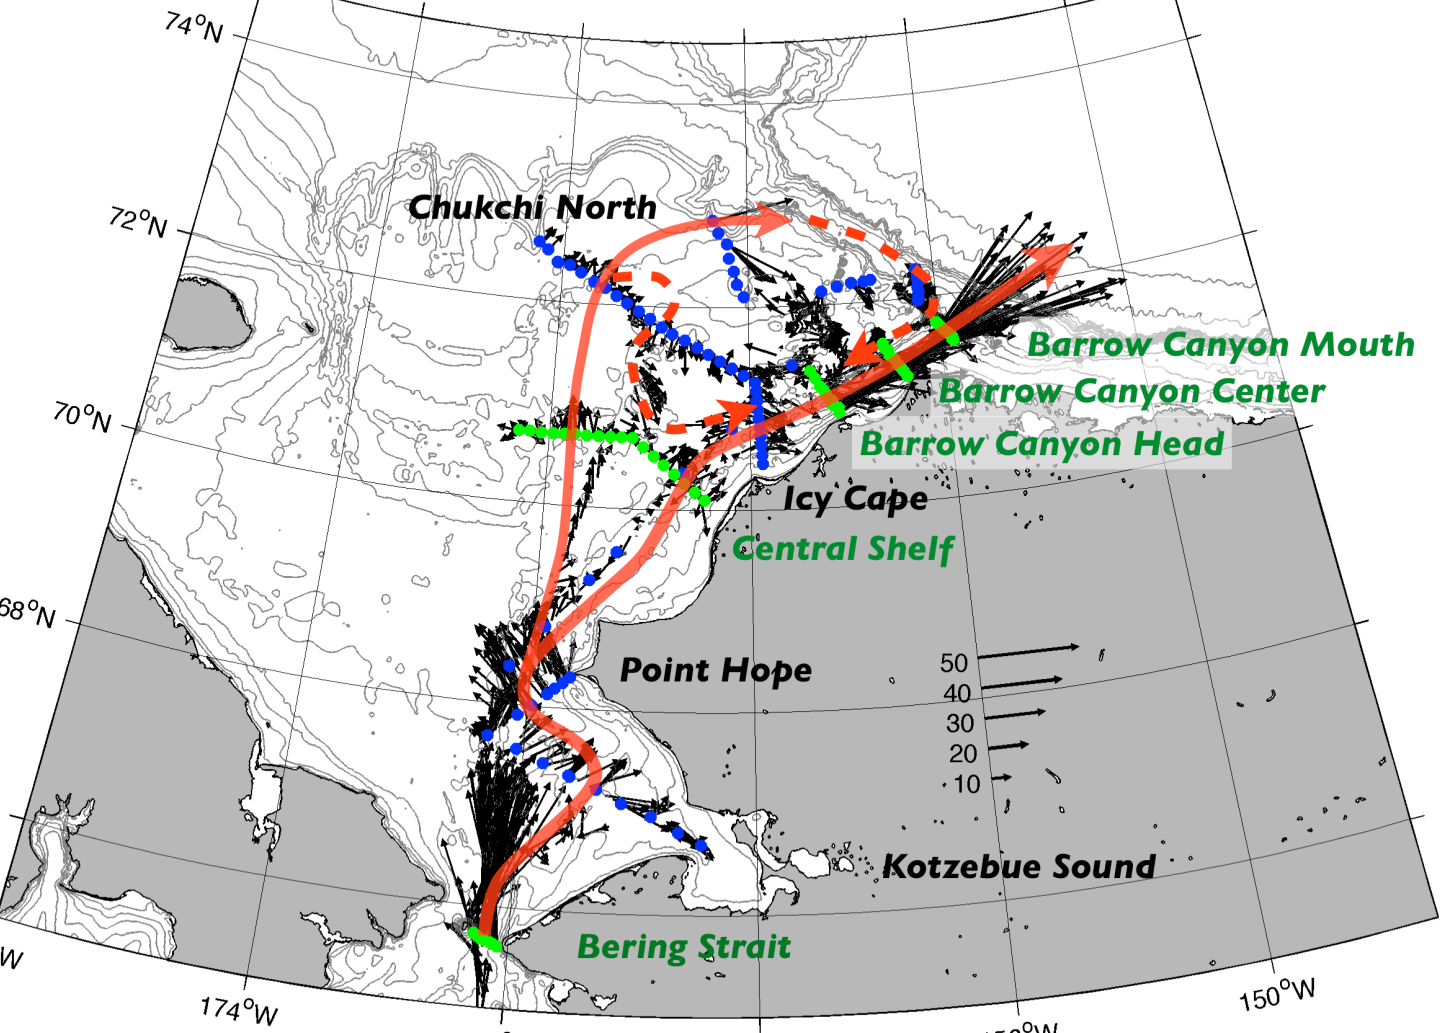 74°N
Chukchi North
72°N
Barrow Canyon Mouth
Barrow Canyon Center
70°N
Barrow Canyon Head
Icy Cape
Central Shelf
68°N
Point Hope
50
40
30
20
10
Kotzebue Sound
Bering Strait
W
174°W
150°W